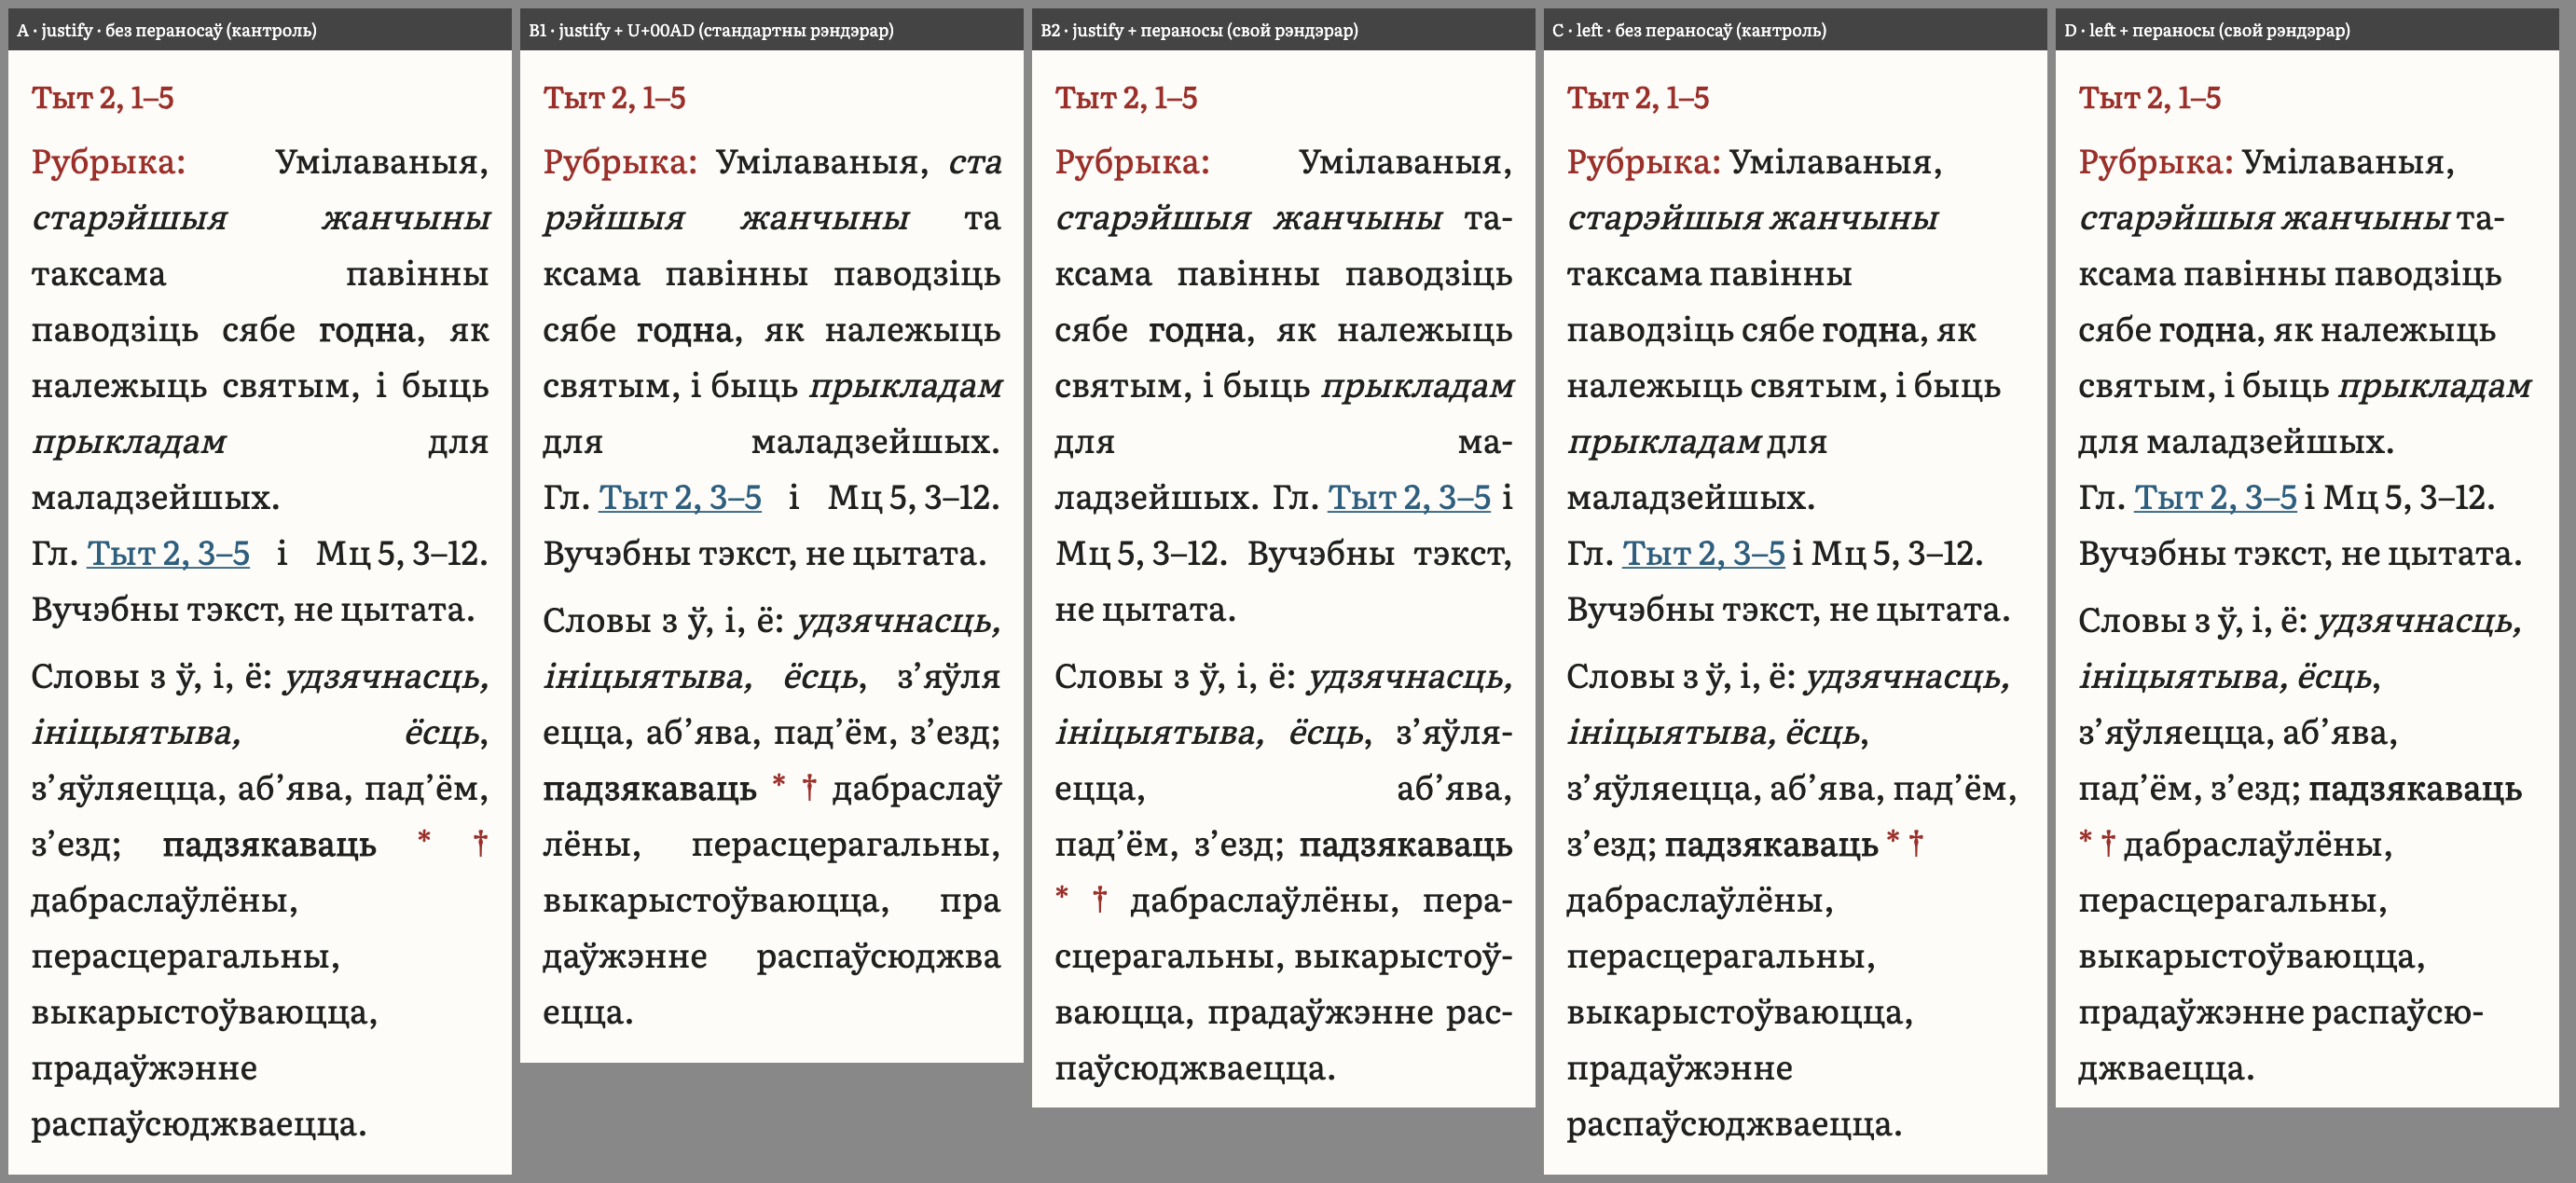 A · justify · без пераносаў (кантроль)
Тыт 2, 1–5
Рубрыка: Умілаваныя,
старэйшыя жанчыны
таксама павінны
паводзіць сябе годна, як
належыць святым, і быць
прыкладам для
маладзейшых.
Гл. Тыт 2, 3–5 і Мц 5, 3–12.
Вучэбны тэкст, не цытата.
Словы з ў, і, ё: удзячнасць,
ініцыятыва, ёсць,
з’яўляецца, аб’ява, пад’ём,
з’езд; падзякаваць * †
дабраслаўлёны,
перасцерагальны,
выкарыстоўваюцца,
прадаўжэнне
распаўсюджваецца.
B1 · justify + U+00AD (стандартны рэндэрар)
Тыт 2, 1–5
Рубрыка: Умілаваныя, ста
рэйшыя жанчыны та
ксама павінны паводзіць
сябе годна, як належыць
святым, і быць прыкладам
для маладзейшых.
Гл. Тыт 2, 3–5 і Мц 5, 3–12.
Вучэбны тэкст, не цытата.
Словы з ў, і, ё: удзячнасць,
ініцыятыва, ёсць, з’яўля
ецца, аб’ява, пад’ём, з’езд;
падзякаваць * † дабраслаў
лёны, перасцерагальны,
выкарыстоўваюцца, пра
даўжэнне распаўсюджва
ецца.
B2 · justify + пераносы (свой рэндэрар)
Тыт 2, 1–5
Рубрыка: Умілаваныя,
старэйшыя жанчыны та-
ксама павінны паводзіць
сябе годна, як належыць
святым, і быць прыкладам
для ма-
ладзейшых. Гл. Тыт 2, 3–5 і
Мц 5, 3–12. Вучэбны тэкст,
не цытата.
Словы з ў, і, ё: удзячнасць,
ініцыятыва, ёсць, з’яўля-
ецца, аб’ява,
пад’ём, з’езд; падзякаваць
* † дабраслаўлёны, пера-
сцерагальны, выкарыстоў-
ваюцца, прадаўжэнне рас-
паўсюджваецца.
C · left · без пераносаў (кантроль)
Тыт 2, 1–5
Рубрыка: Умілаваныя,
старэйшыя жанчыны
таксама павінны
паводзіць сябе годна, як
належыць святым, і быць
прыкладам для
маладзейшых.
Гл. Тыт 2, 3–5 і Мц 5, 3–12.
Вучэбны тэкст, не цытата.
Словы з ў, і, ё: удзячнасць,
ініцыятыва, ёсць,
з’яўляецца, аб’ява, пад’ём,
з’езд; падзякаваць * †
дабраслаўлёны,
перасцерагальны,
выкарыстоўваюцца,
прадаўжэнне
распаўсюджваецца.
D · left + пераносы (свой рэндэрар)
Тыт 2, 1–5
Рубрыка: Умілаваныя,
старэйшыя жанчыны та-
ксама павінны паводзіць
сябе годна, як належыць
святым, і быць прыкладам
для маладзейшых.
Гл. Тыт 2, 3–5 і Мц 5, 3–12.
Вучэбны тэкст, не цытата.
Словы з ў, і, ё: удзячнасць,
ініцыятыва, ёсць,
з’яўляецца, аб’ява,
пад’ём, з’езд; падзякаваць
* † дабраслаўлёны,
перасцерагальны,
выкарыстоўваюцца,
прадаўжэнне распаўсю-
джваецца.